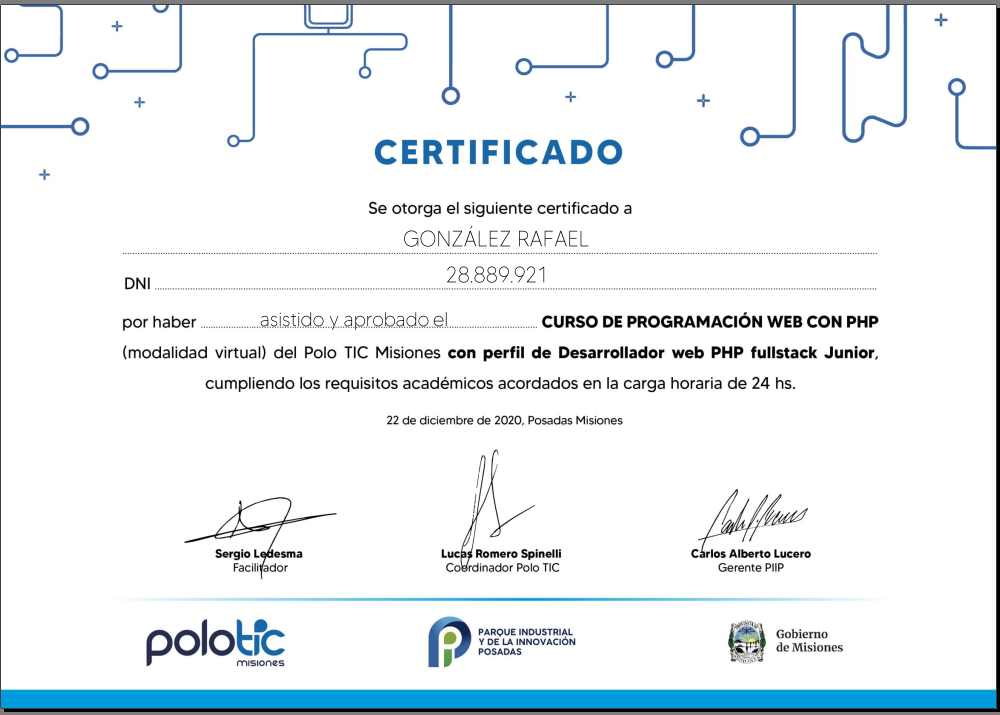 CERTIFICADO
Se otorga el siguiente certificado a
GONZÁLEZ RAFAEL
DNI 28.889.921
por haber asistido y aprobado el CURSO DE PROGRAMACIÓN WEB CON PHP
(modalidad virtual) del Polo TIC Misiones con perfil de Desarrollador web PHP fullstack Junior,
cumpliendo los requisitos académicos acordados en la carga horaria de 24 hs.
22 de diciembre de 2020, Posadas Misiones
Sergio Ledesma
Facilitador
Lucas Romero Spinelli
Coordinador Polo TIC
Carlos Alberto Lucero
Gerente PIIP
polotic
misiones
PARQUE INDUSTRIAL
Y DE LA INNOVACIÓN
POSADAS
Gobierno
de Misiones